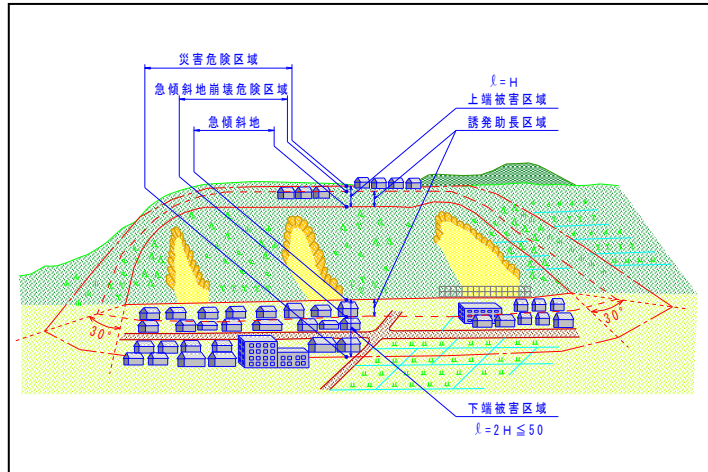 災害危険区域
急傾斜地崩壊危険区域
急傾斜地
ℓ=H
上端被害区域
誘発助長区域
30°
30°
下端被害区域
ℓ=2H≦50